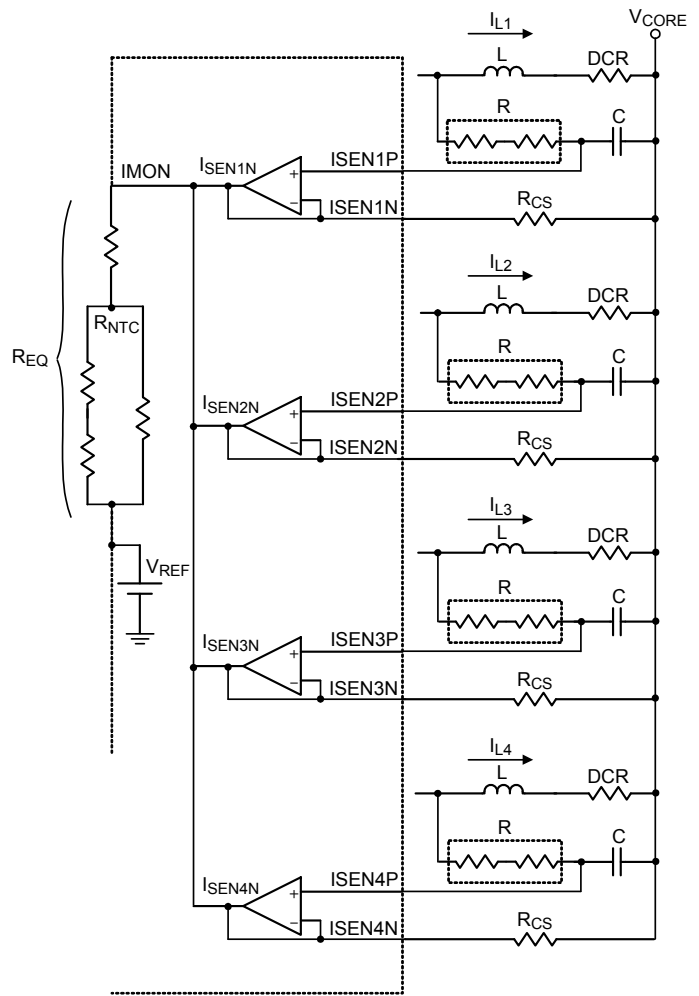 I_L1
V_CORE
L
DCR
R
C
IMON
I_SEN1N
ISEN1P
+
−
ISEN1N
R_CS
I_L2
L
DCR
R_NTC
R_EQ
R
C
I_SEN2N
ISEN2P
+
−
ISEN2N
R_CS
I_L3
L
DCR
V_REF
R
C
I_SEN3N
ISEN3P
+
−
ISEN3N
R_CS
I_L4
L
DCR
R
C
I_SEN4N
ISEN4P
+
−
ISEN4N
R_CS